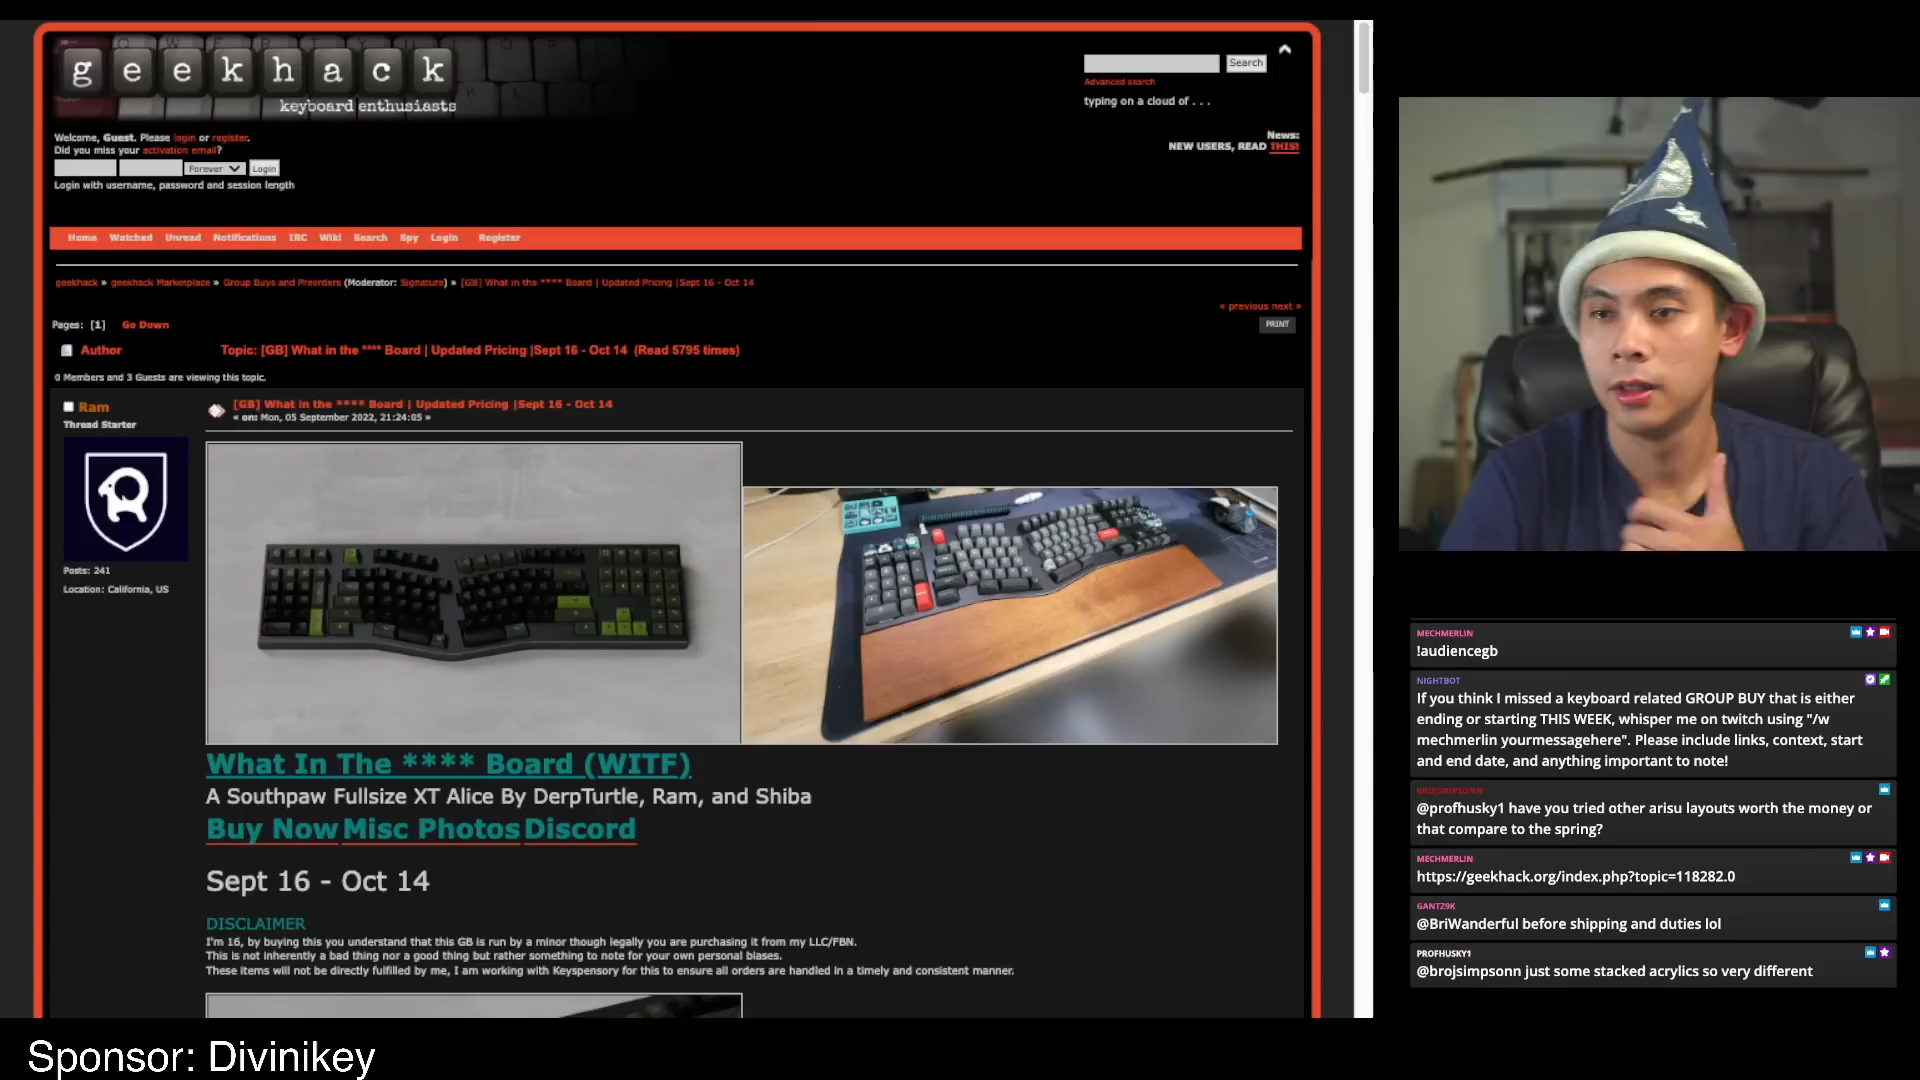 geekhack
keyboard enthusiasts
Search
Advanced search
typing on a cloud of . . .
Welcome, Guest. Please login or register.
Did you miss your activation email?
Forever
Login
Login with username, password and session length
News:
NEW USERS, READ THIS!
Home Watched Unread Notifications IRC Wiki Search Spy Login Register
geekhack » geekhack Marketplace » Group Buys and Preorders (Moderator: Signature) » [GB] What in the **** Board | Updated Pricing |Sept 16 - Oct 14
« previous next »
Pages: [1] Go Down
PRINT
Author
Topic: [GB] What in the **** Board | Updated Pricing |Sept 16 - Oct 14 (Read 5795 times)
0 Members and 3 Guests are viewing this topic.
Ram
Thread Starter
Posts: 241
Location: California, US
[GB] What in the **** Board | Updated Pricing |Sept 16 - Oct 14
« on: Mon, 05 September 2022, 21:24:05 »
What In The **** Board (WITF)
A Southpaw Fullsize XT Alice By DerpTurtle, Ram, and Shiba
Buy Now Misc Photos Discord
Sept 16 - Oct 14
DISCLAIMER
I'm 16, by buying this you understand that this GB is run by a minor though legally you are purchasing it from my LLC/FBN.
This is not inherently a bad thing nor a good thing but rather something to note for your own personal biases.
These items will not be directly fulfilled by me, I am working with Keyspensory for this to ensure all orders are handled in a timely and consistent manner.
MECHMERLIN
!audiencegb
NIGHTBOT
If you think I missed a keyboard related GROUP BUY that is either
ending or starting THIS WEEK, whisper me on twitch using "/w
mechmerlin yourmessagehere". Please include links, context, start
and end date, and anything important to note!
BROJSIMPSONN
@profhusky1 have you tried other arisu layouts worth the money or
that compare to the spring?
MECHMERLIN
https://geekhack.org/index.php?topic=118282.0
GANTZ9K
@BriWanderful before shipping and duties lol
PROFHUSKY1
@brojsimpsonn just some stacked acrylics so very different
Sponsor: Divinikey